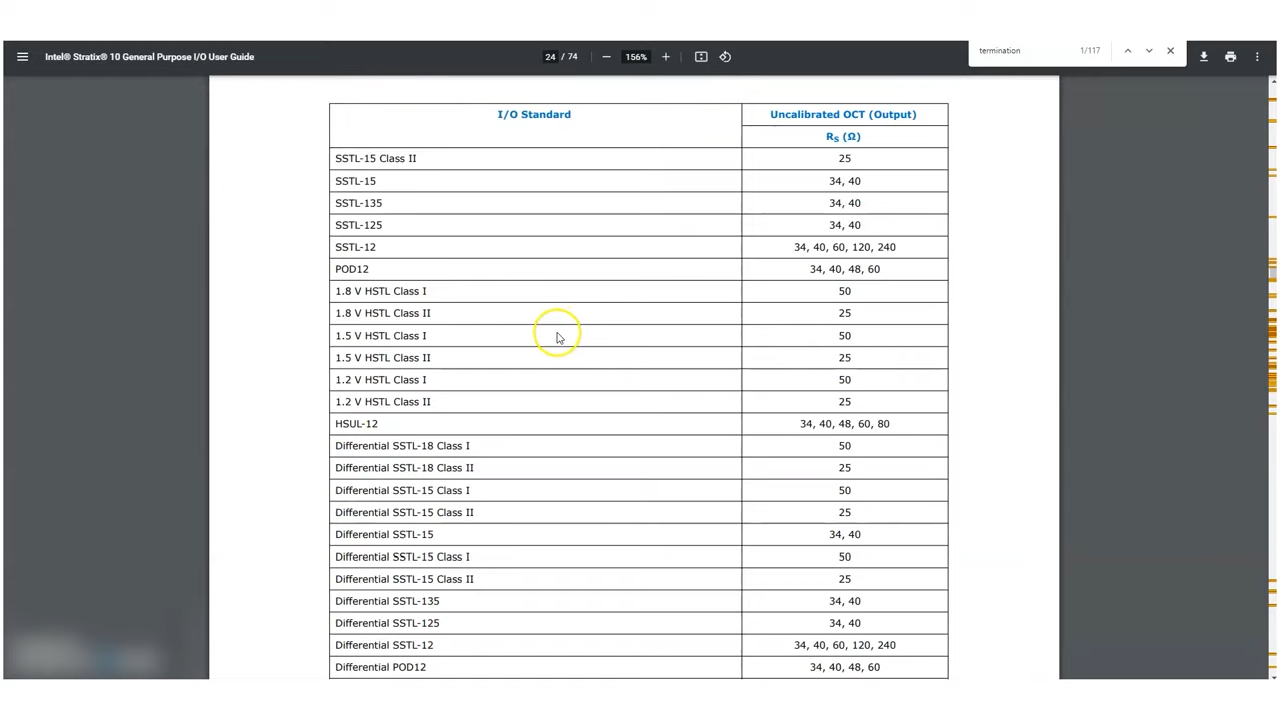 Intel® Stratix® 10 General Purpose I/O User Guide 24 / 74 156% termination 1/117
I/O Standard Uncalibrated OCT (Output)
RS (Ω)
SSTL-15 Class II 25
SSTL-15 34, 40
SSTL-135 34, 40
SSTL-125 34, 40
SSTL-12 34, 40, 60, 120, 240
POD12 34, 40, 48, 60
1.8 V HSTL Class I 50
1.8 V HSTL Class II 25
1.5 V HSTL Class I 50
1.5 V HSTL Class II 25
1.2 V HSTL Class I 50
1.2 V HSTL Class II 25
HSUL-12 34, 40, 48, 60, 80
Differential SSTL-18 Class I 50
Differential SSTL-18 Class II 25
Differential SSTL-15 Class I 50
Differential SSTL-15 Class II 25
Differential SSTL-15 34, 40
Differential SSTL-15 Class I 50
Differential SSTL-15 Class II 25
Differential SSTL-135 34, 40
Differential SSTL-125 34, 40
Differential SSTL-12 34, 40, 60, 120, 240
Differential POD12 34, 40, 48, 60